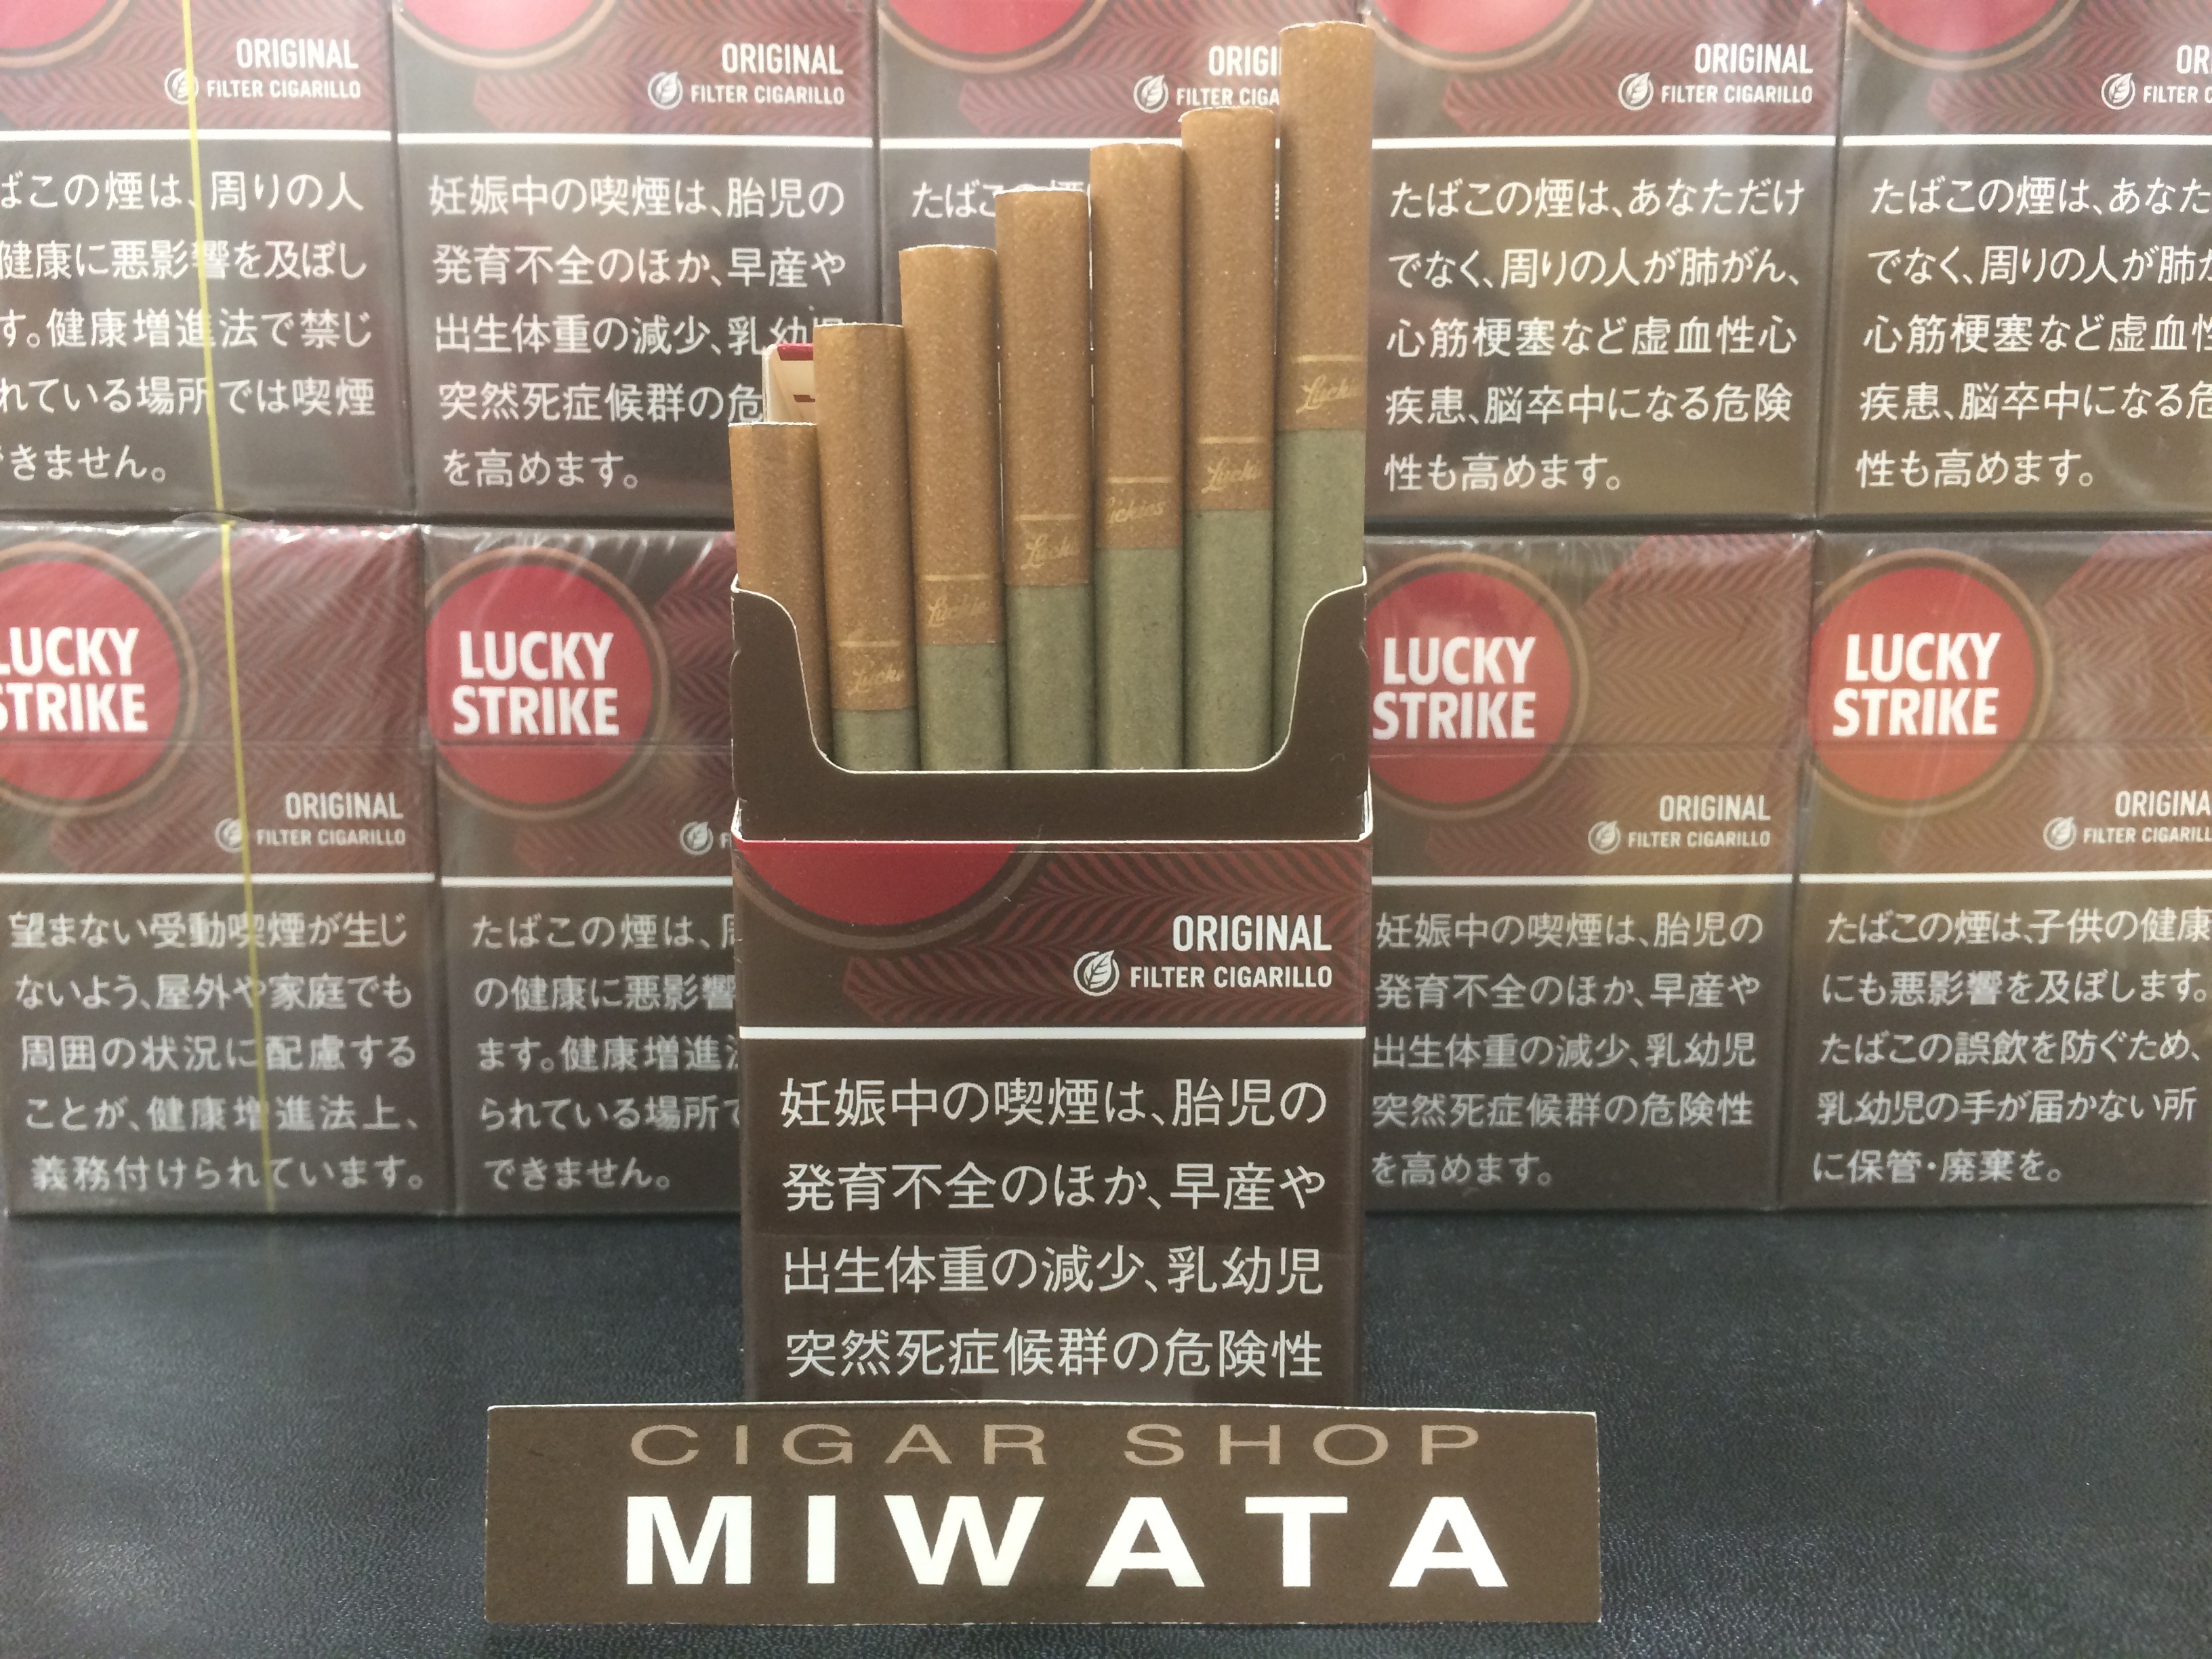 ORIGINAL
FILTER CIGARILLO
ばこの煙は、周りの人
健康に悪影響を及ぼし
す。健康増進法で禁じ
れている場所では喫煙
きません。
ORIGINAL
FILTER CIGARILLO
妊娠中の喫煙は、胎児の
発育不全のほか、早産や
出生体重の減少、乳幼児
突然死症候群の危
を高めます。
FILTER
たばこの煙
ORIGINAL
FILTER CIGARILLO
たばこの煙は、あなただけ
でなく、周りの人が肺がん、
心筋梗塞など虚血性心
疾患、脳卒中になる危険
性も高めます。
FILTER
たばこの煙は、あなた
でなく、周りの人が肺が
心筋梗塞など虚血性
疾患、脳卒中になる危
性も高めます。
Luckies
LUCKY
STRIKE
ORIGINAL
FILTER CIGARILLO
望まない受動喫煙が生じ
ないよう、屋外や家庭でも
周囲の状況に配慮する
ことが、健康増進法上、
義務付けられています。
LUCKY
STRIKE
たばこの煙は、
の健康に悪影響
ます。健康増進法
られている場所で
できません。
ORIGINAL
FILTER CIGARILLO
妊娠中の喫煙は、胎児の
発育不全のほか、早産や
出生体重の減少、乳幼児
突然死症候群の危険性
LUCKY
STRIKE
ORIGINAL
FILTER CIGARILLO
妊娠中の喫煙は、胎児の
発育不全のほか、早産や
出生体重の減少、乳幼児
突然死症候群の危険性
を高めます。
LUCKY
STRIKE
ORIGINA
FILTER CIGARILLO
たばこの煙は、子供の健康
にも悪影響を及ぼします。
たばこの誤飲を防ぐため、
乳幼児の手が届かない所
に保管・廃棄を。
CIGAR SHOP
MIWATA